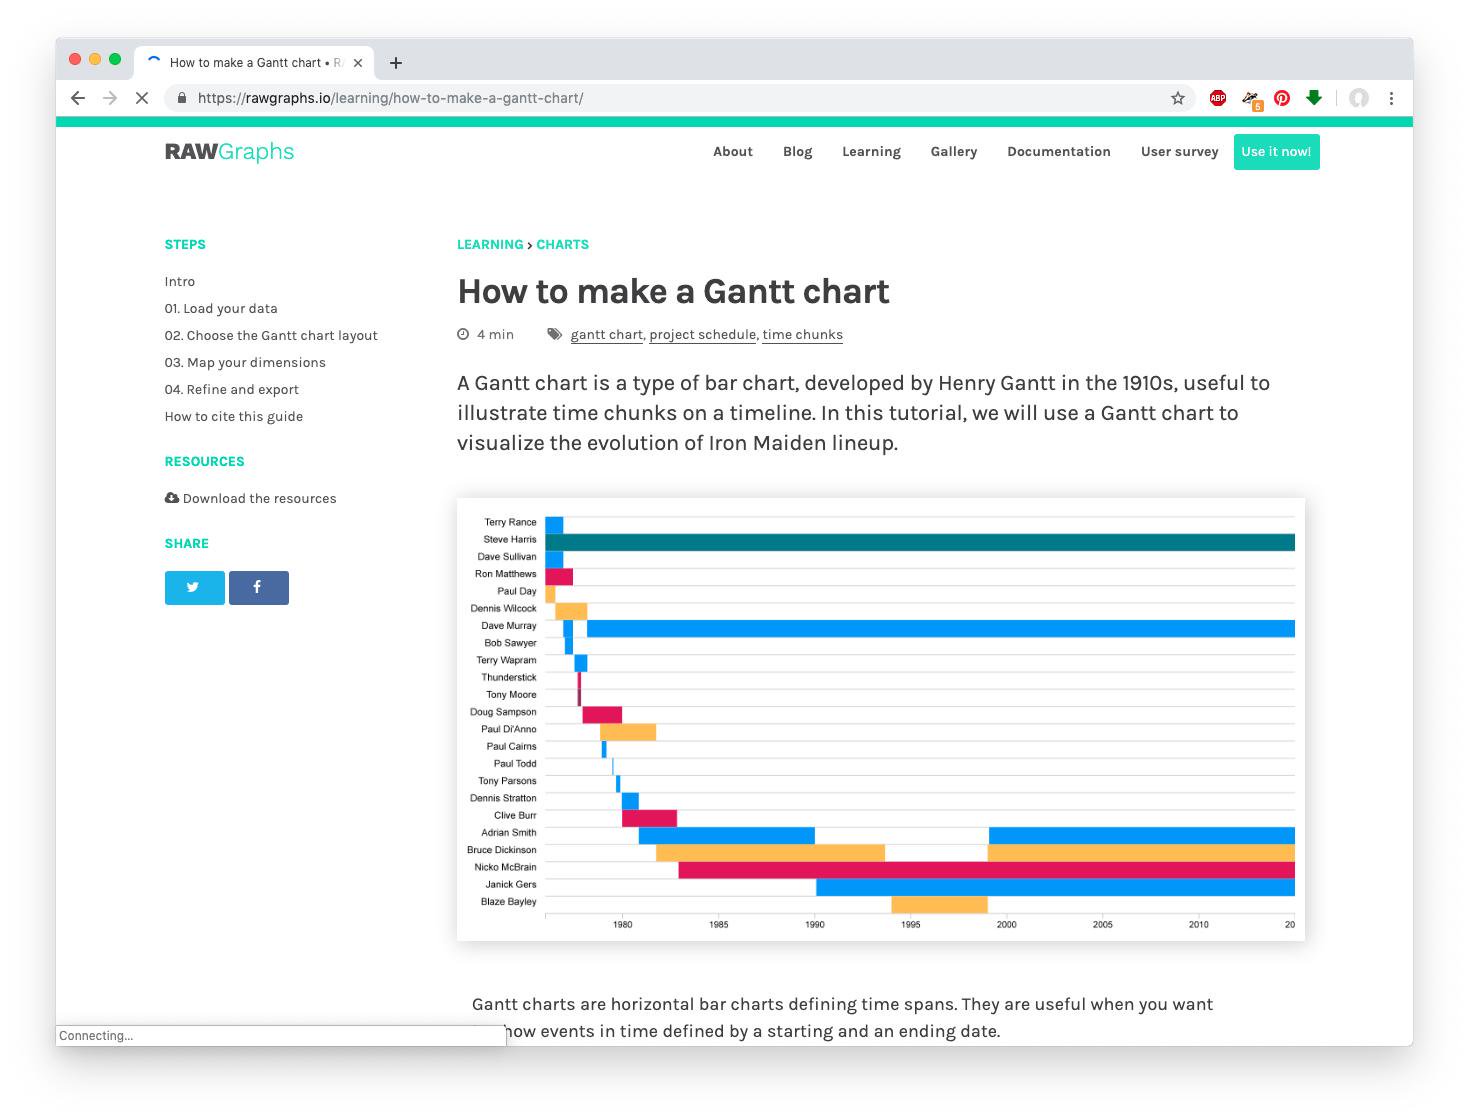 How to make a Gantt chart • RA
https://rawgraphs.io/learning/how-to-make-a-gantt-chart/
ABP
6
RAWGraphs
About
Blog
Learning
Gallery
Documentation
User survey
Use it now!
STEPS
Intro
01. Load your data
02. Choose the Gantt chart layout
03. Map your dimensions
04. Refine and export
How to cite this guide
RESOURCES
Download the resources
SHARE
LEARNING › CHARTS
How to make a Gantt chart
4 min
gantt chart, project schedule, time chunks
A Gantt chart is a type of bar chart, developed by Henry Gantt in the 1910s, useful to
illustrate time chunks on a timeline. In this tutorial, we will use a Gantt chart to
visualize the evolution of Iron Maiden lineup.
Terry Rance
Steve Harris
Dave Sullivan
Ron Matthews
Paul Day
Dennis Wilcock
Dave Murray
Bob Sawyer
Terry Wapram
Thunderstick
Tony Moore
Doug Sampson
Paul Di'Anno
Paul Cairns
Paul Todd
Tony Parsons
Dennis Stratton
Clive Burr
Adrian Smith
Bruce Dickinson
Nicko McBrain
Janick Gers
Blaze Bayley
1980 1985 1990 1995 2000 2005 2010 20
Gantt charts are horizontal bar charts defining time spans. They are useful when you want
how events in time defined by a starting and an ending date.
Connecting...